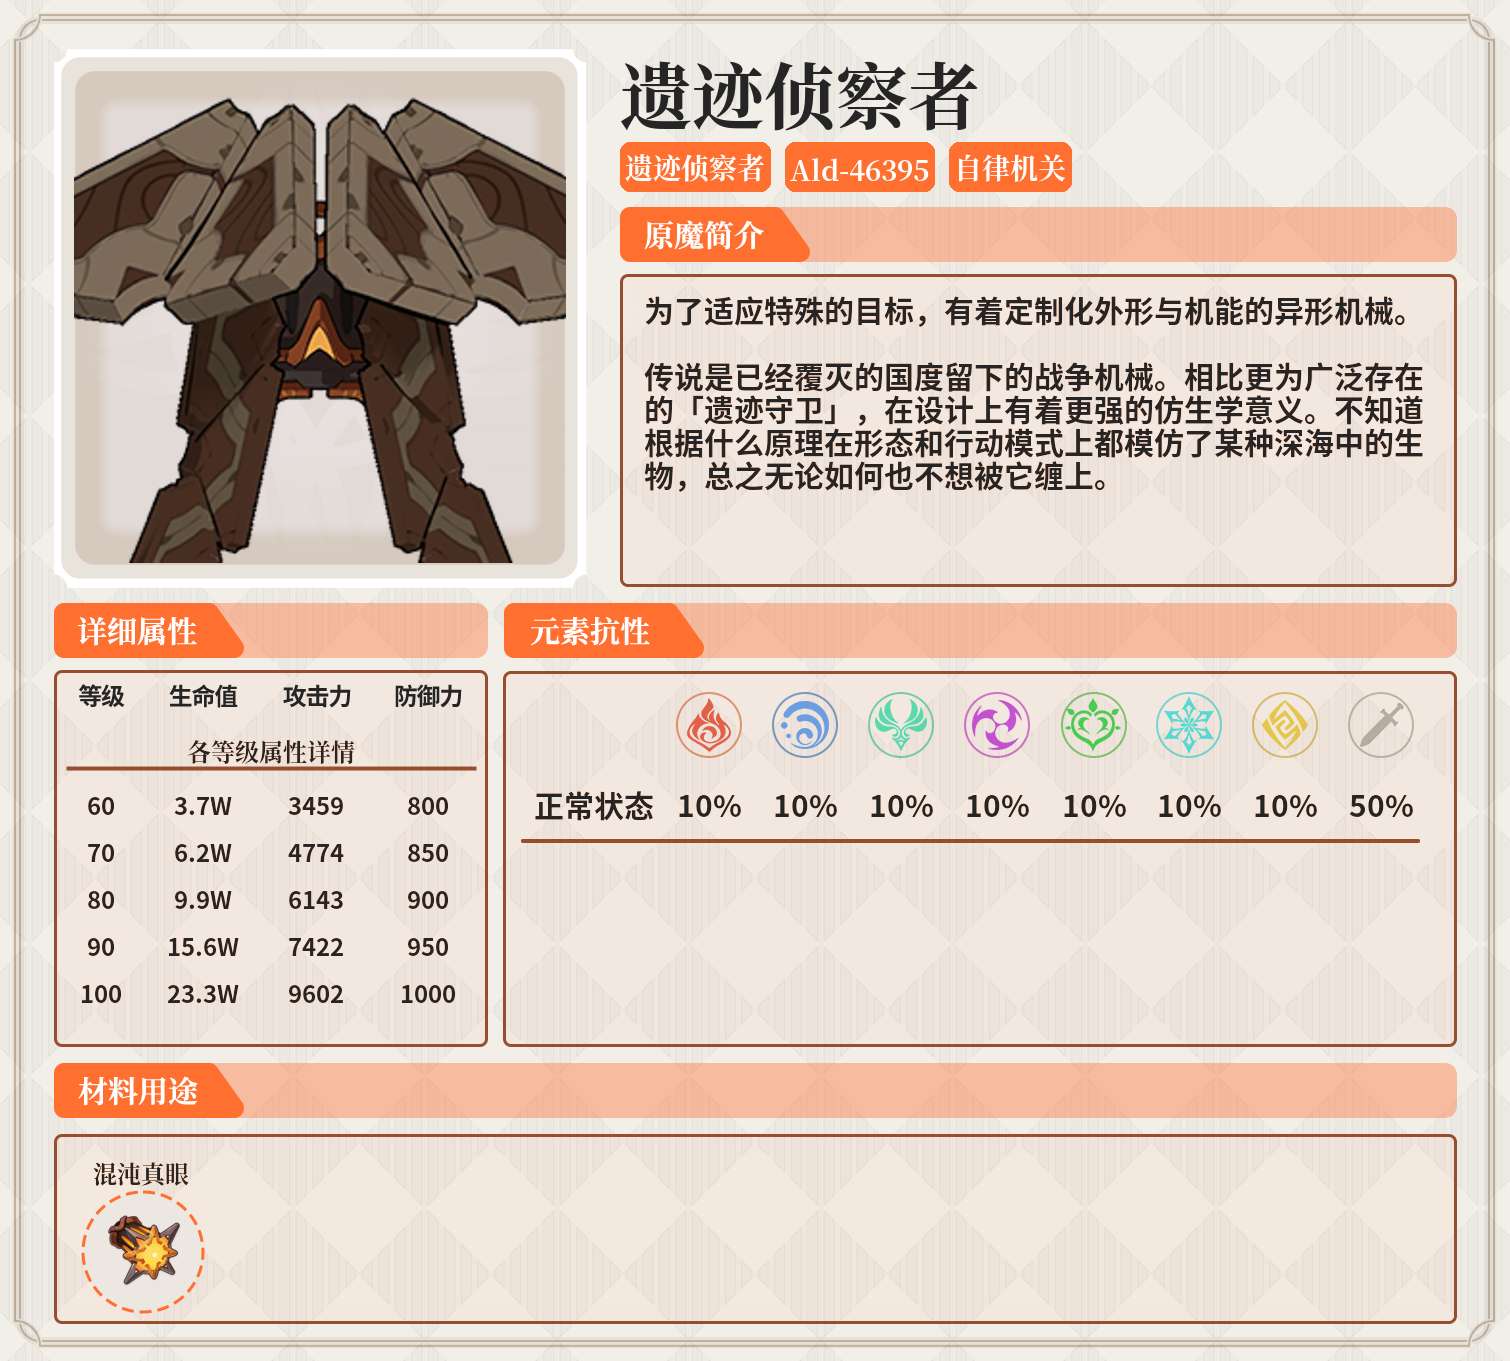 遗迹侦察者
遗迹侦察者 Ald-46395 自律机关
原魔简介
为了适应特殊的目标，有着定制化外形与机能的异形机械。
传说是已经覆灭的国度留下的战争机械。相比更为广泛存在
的「遗迹守卫」，在设计上有着更强的仿生学意义。不知道
根据什么原理在形态和行动模式上都模仿了某种深海中的生
物，总之无论如何也不想被它缠上。
详细属性
等级 生命值 攻击力 防御力
各等级属性详情
60 3.7W 3459 800
70 6.2W 4774 850
80 9.9W 6143 900
90 15.6W 7422 950
100 23.3W 9602 1000
元素抗性
正常状态 10% 10% 10% 10% 10% 10% 10% 50%
材料用途
混沌真眼